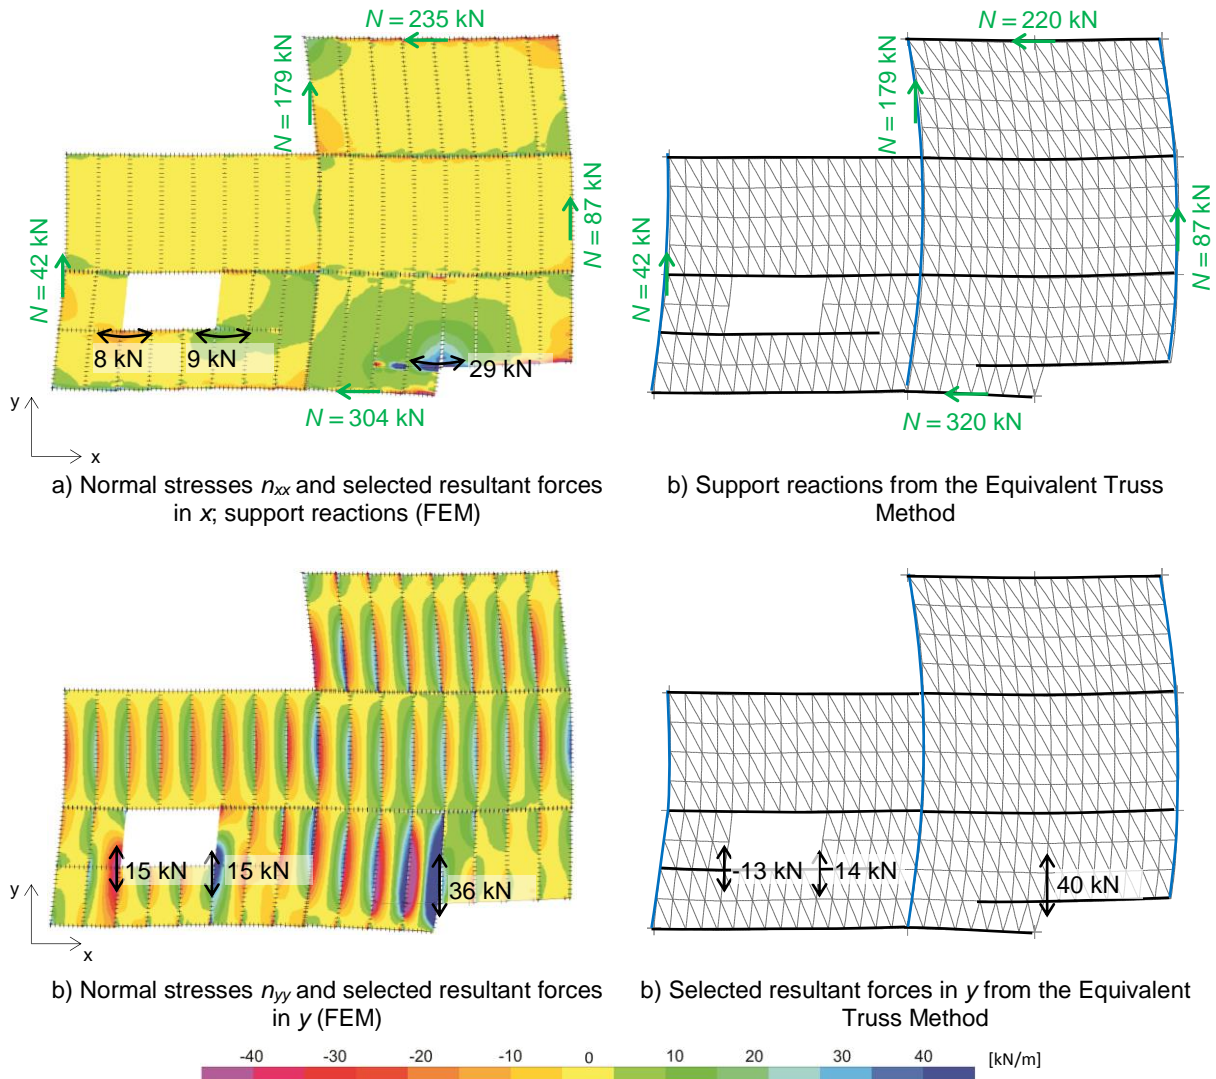 N = 235 kN
N = 179 kN
N = 42 kN
N = 87 kN
8 kN
9 kN
29 kN
N = 304 kN
y
x
a) Normal stresses nxx and selected resultant forces
in x; support reactions (FEM)
N = 220 kN
N = 179 kN
N = 42 kN
N = 87 kN
N = 320 kN
b) Support reactions from the Equivalent Truss
Method
15 kN
15 kN
36 kN
y
x
b) Normal stresses nyy and selected resultant forces
in y (FEM)
-13 kN
14 kN
40 kN
b) Selected resultant forces in y from the Equivalent
Truss Method
-40 -30 -20 -10 0 10 20 30 40 [kN/m]